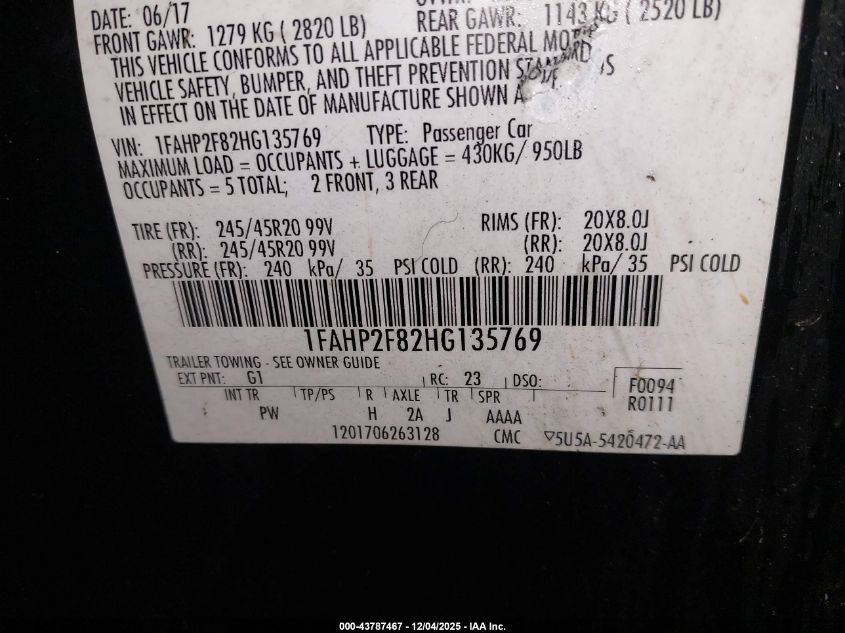 DATE: 06/17
FRONT GAWR: 1279 KG ( 2820 LB) REAR GAWR: 1143 KG ( 2520 LB)
THIS VEHICLE CONFORMS TO ALL APPLICABLE FEDERAL MOTOR
VEHICLE SAFETY, BUMPER, AND THEFT PREVENTION STANDARD
IN EFFECT ON THE DATE OF MANUFACTURE SHOWN
VIN: 1FAHP2F82HG135769 TYPE: Passenger Car
MAXIMUM LOAD = OCCUPANTS + LUGGAGE = 430KG/ 950LB
OCCUPANTS = 5 TOTAL; 2 FRONT, 3 REAR
TIRE (FR): 245/45R20 99V RIMS (FR): 20X8.0J
(RR): 245/45R20 99V (RR): 20X8.0J
PRESSURE (FR): 240 kPa/ 35 PSI COLD (RR): 240 kPa/ 35 PSI COLD
1FAHP2F82HG135769
TRAILER TOWING - SEE OWNER GUIDE
EXT PNT: G1 RC: 23 DSO: F0094
INT TR TP/PS R AXLE TR SPR R0111
PW H 2A J AAAA
1201706263128 CMC 5U5A-5420472-AA
000-43787467 - 12/04/2025 - IAA Inc.